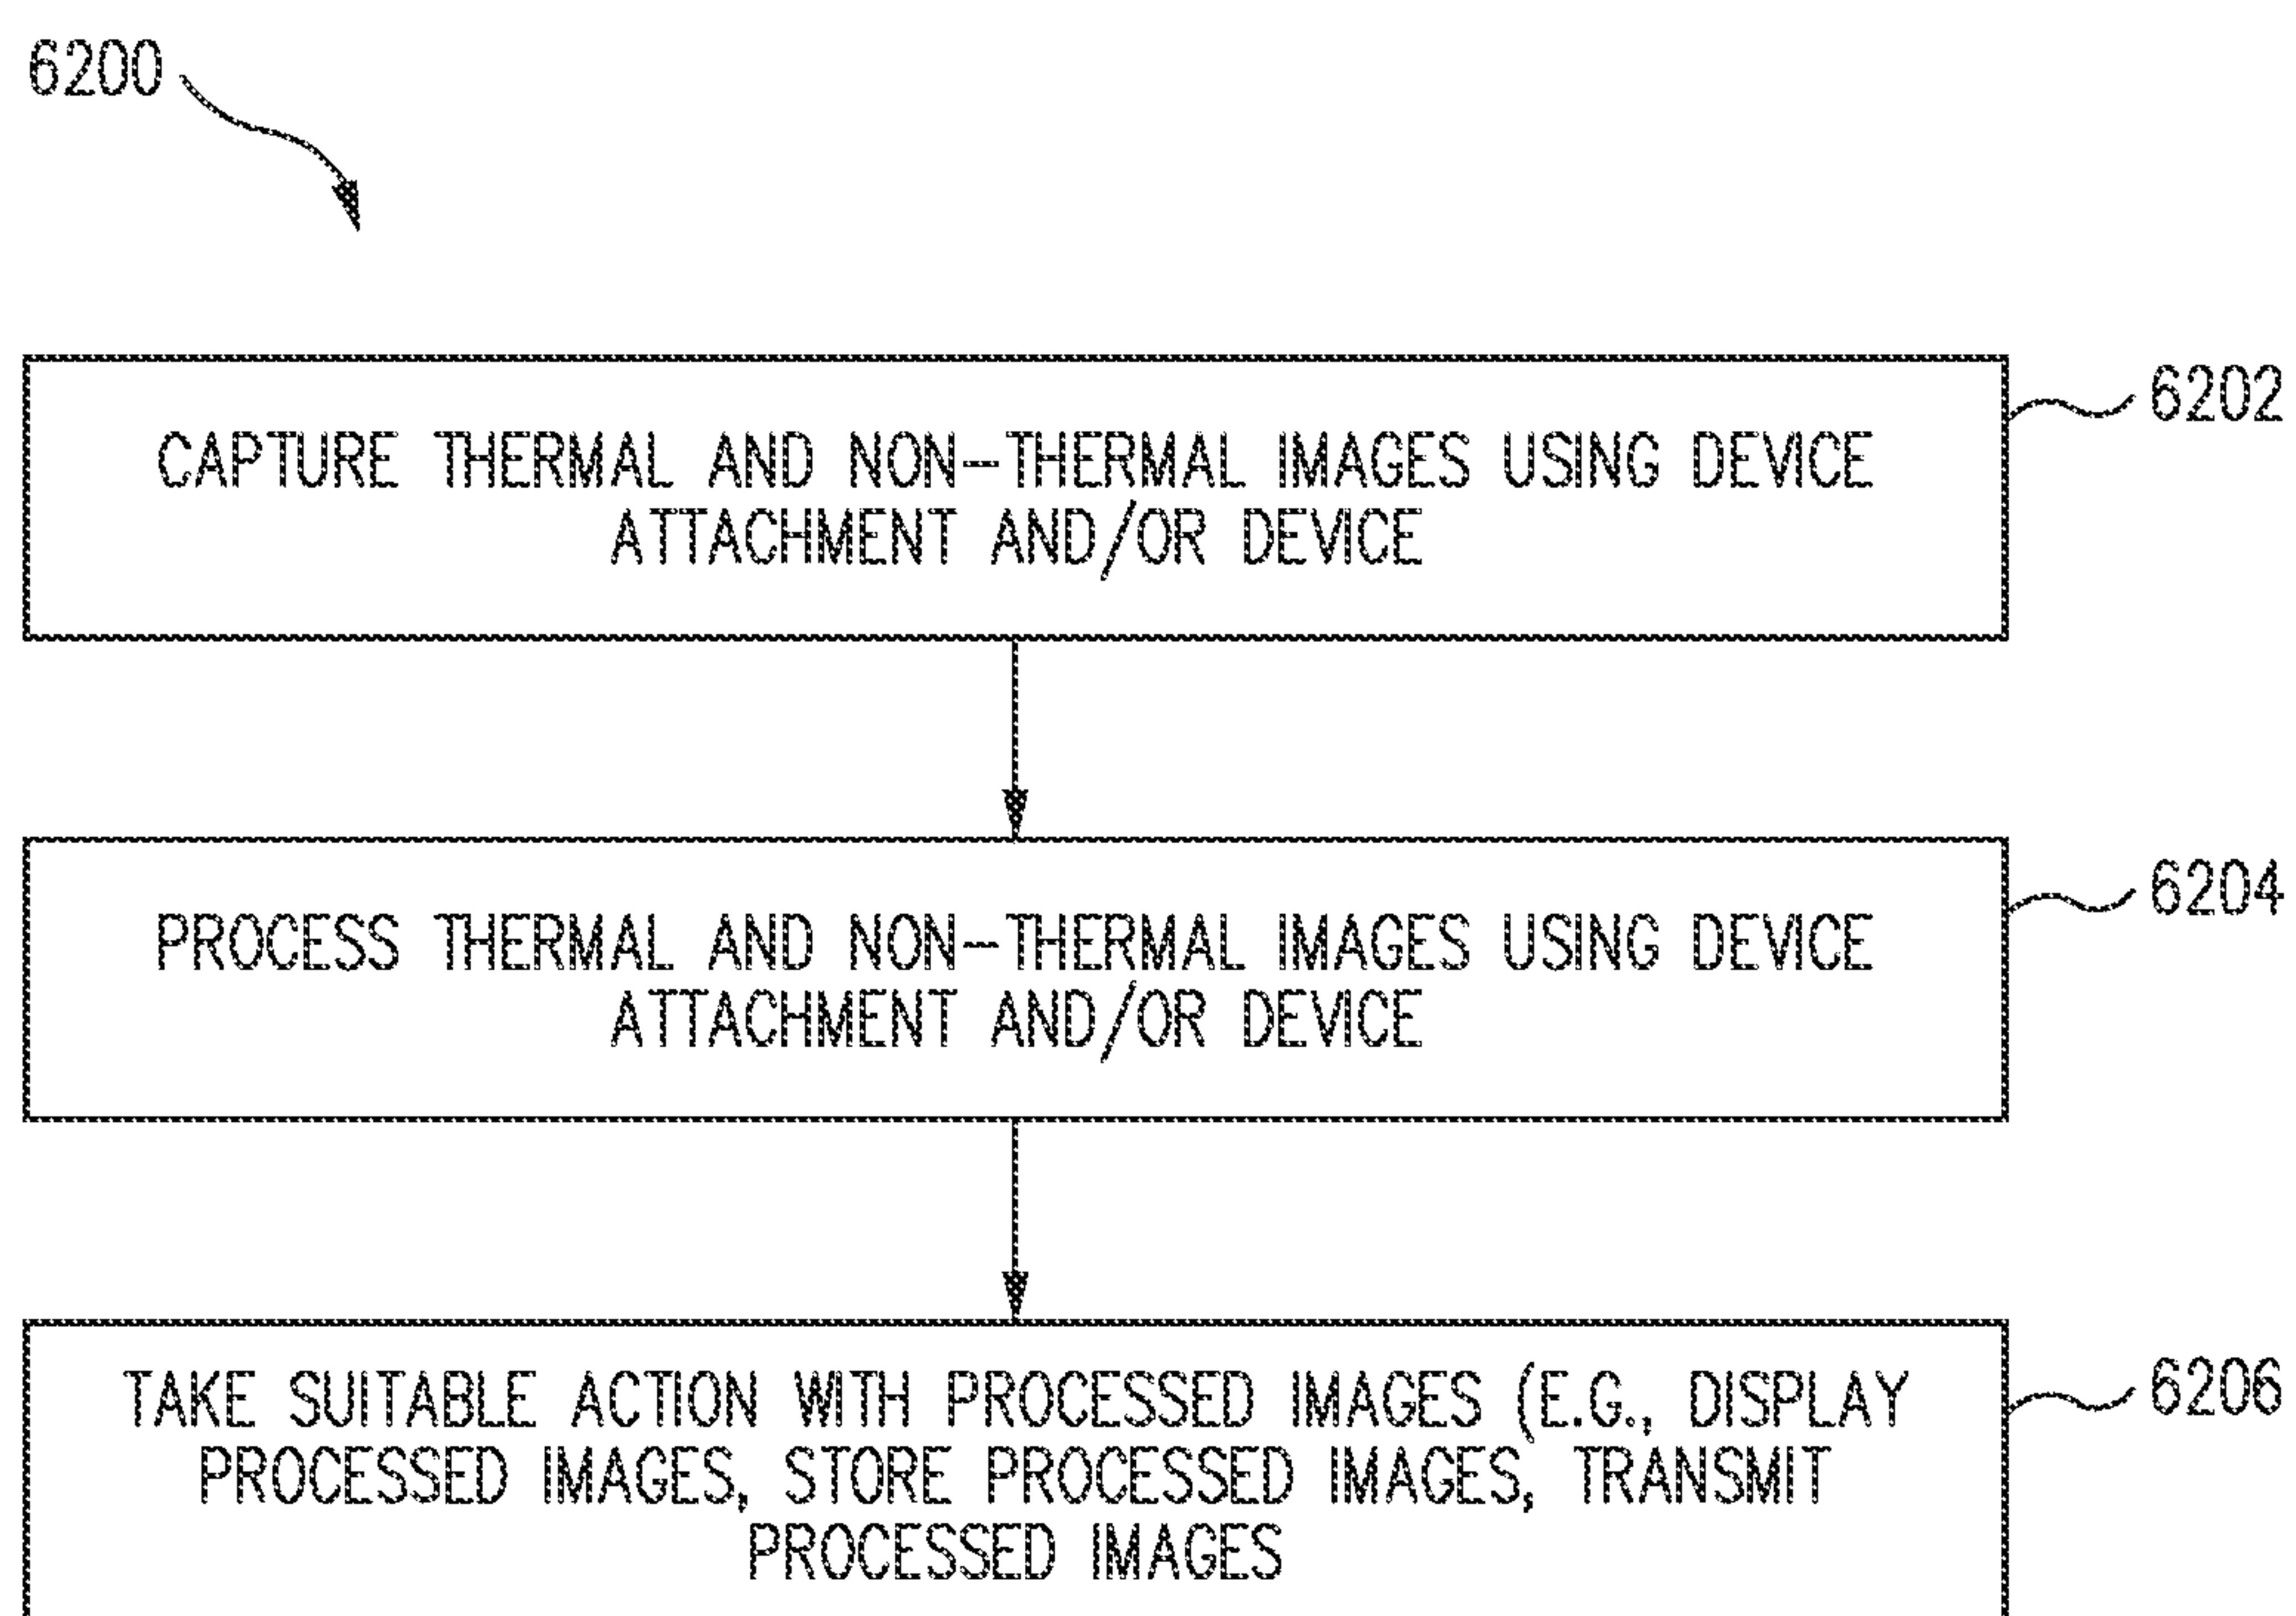 6200
CAPTURE THERMAL AND NON-THERMAL IMAGES USING DEVICE
ATTACHMENT AND/OR DEVICE
6202
PROCESS THERMAL AND NON-THERMAL IMAGES USING DEVICE
ATTACHMENT AND/OR DEVICE
6204
TAKE SUITABLE ACTION WITH PROCESSED IMAGES (E.G., DISPLAY
PROCESSED IMAGES, STORE PROCESSED IMAGES, TRANSMIT
PROCESSED IMAGES
6206